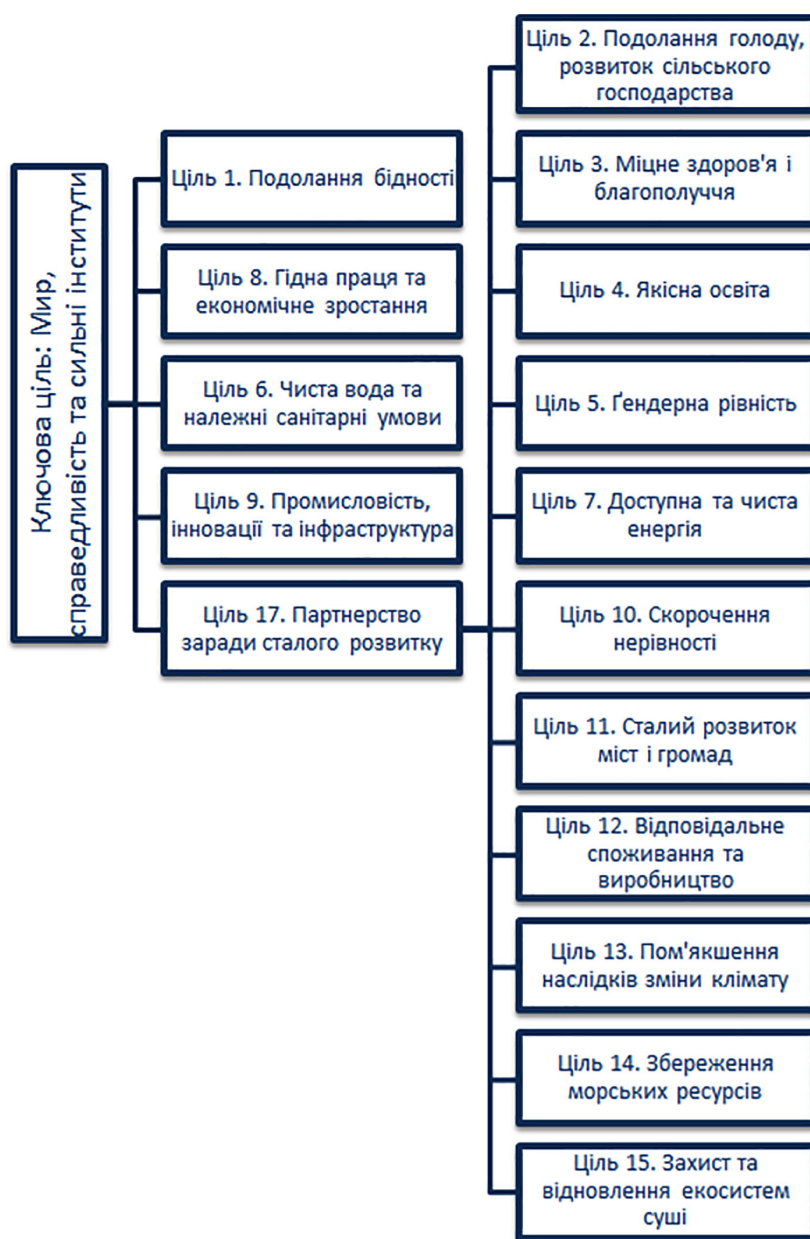 Ключова ціль: Мир,
справедливість та сильні інститути
Ціль 1. Подолання бідності
Ціль 8. Гідна праця та
економічне зростання
Ціль 6. Чиста вода та
належні санітарні умови
Ціль 9. Промисловість,
інновації та інфраструктура
Ціль 17. Партнерство
заради сталого розвитку
Ціль 2. Подолання голоду,
розвиток сільського
господарства
Ціль 3. Міцне здоров'я і
благополуччя
Ціль 4. Якісна освіта
Ціль 5. Ґендерна рівність
Ціль 7. Доступна та чиста
енергія
Ціль 10. Скорочення
нерівності
Ціль 11. Сталий розвиток
міст і громад
Ціль 12. Відповідальне
споживання та
виробництво
Ціль 13. Пом'якшення
наслідків зміни клімату
Ціль 14. Збереження
морських ресурсів
Ціль 15. Захист та
відновлення екосистем
суші